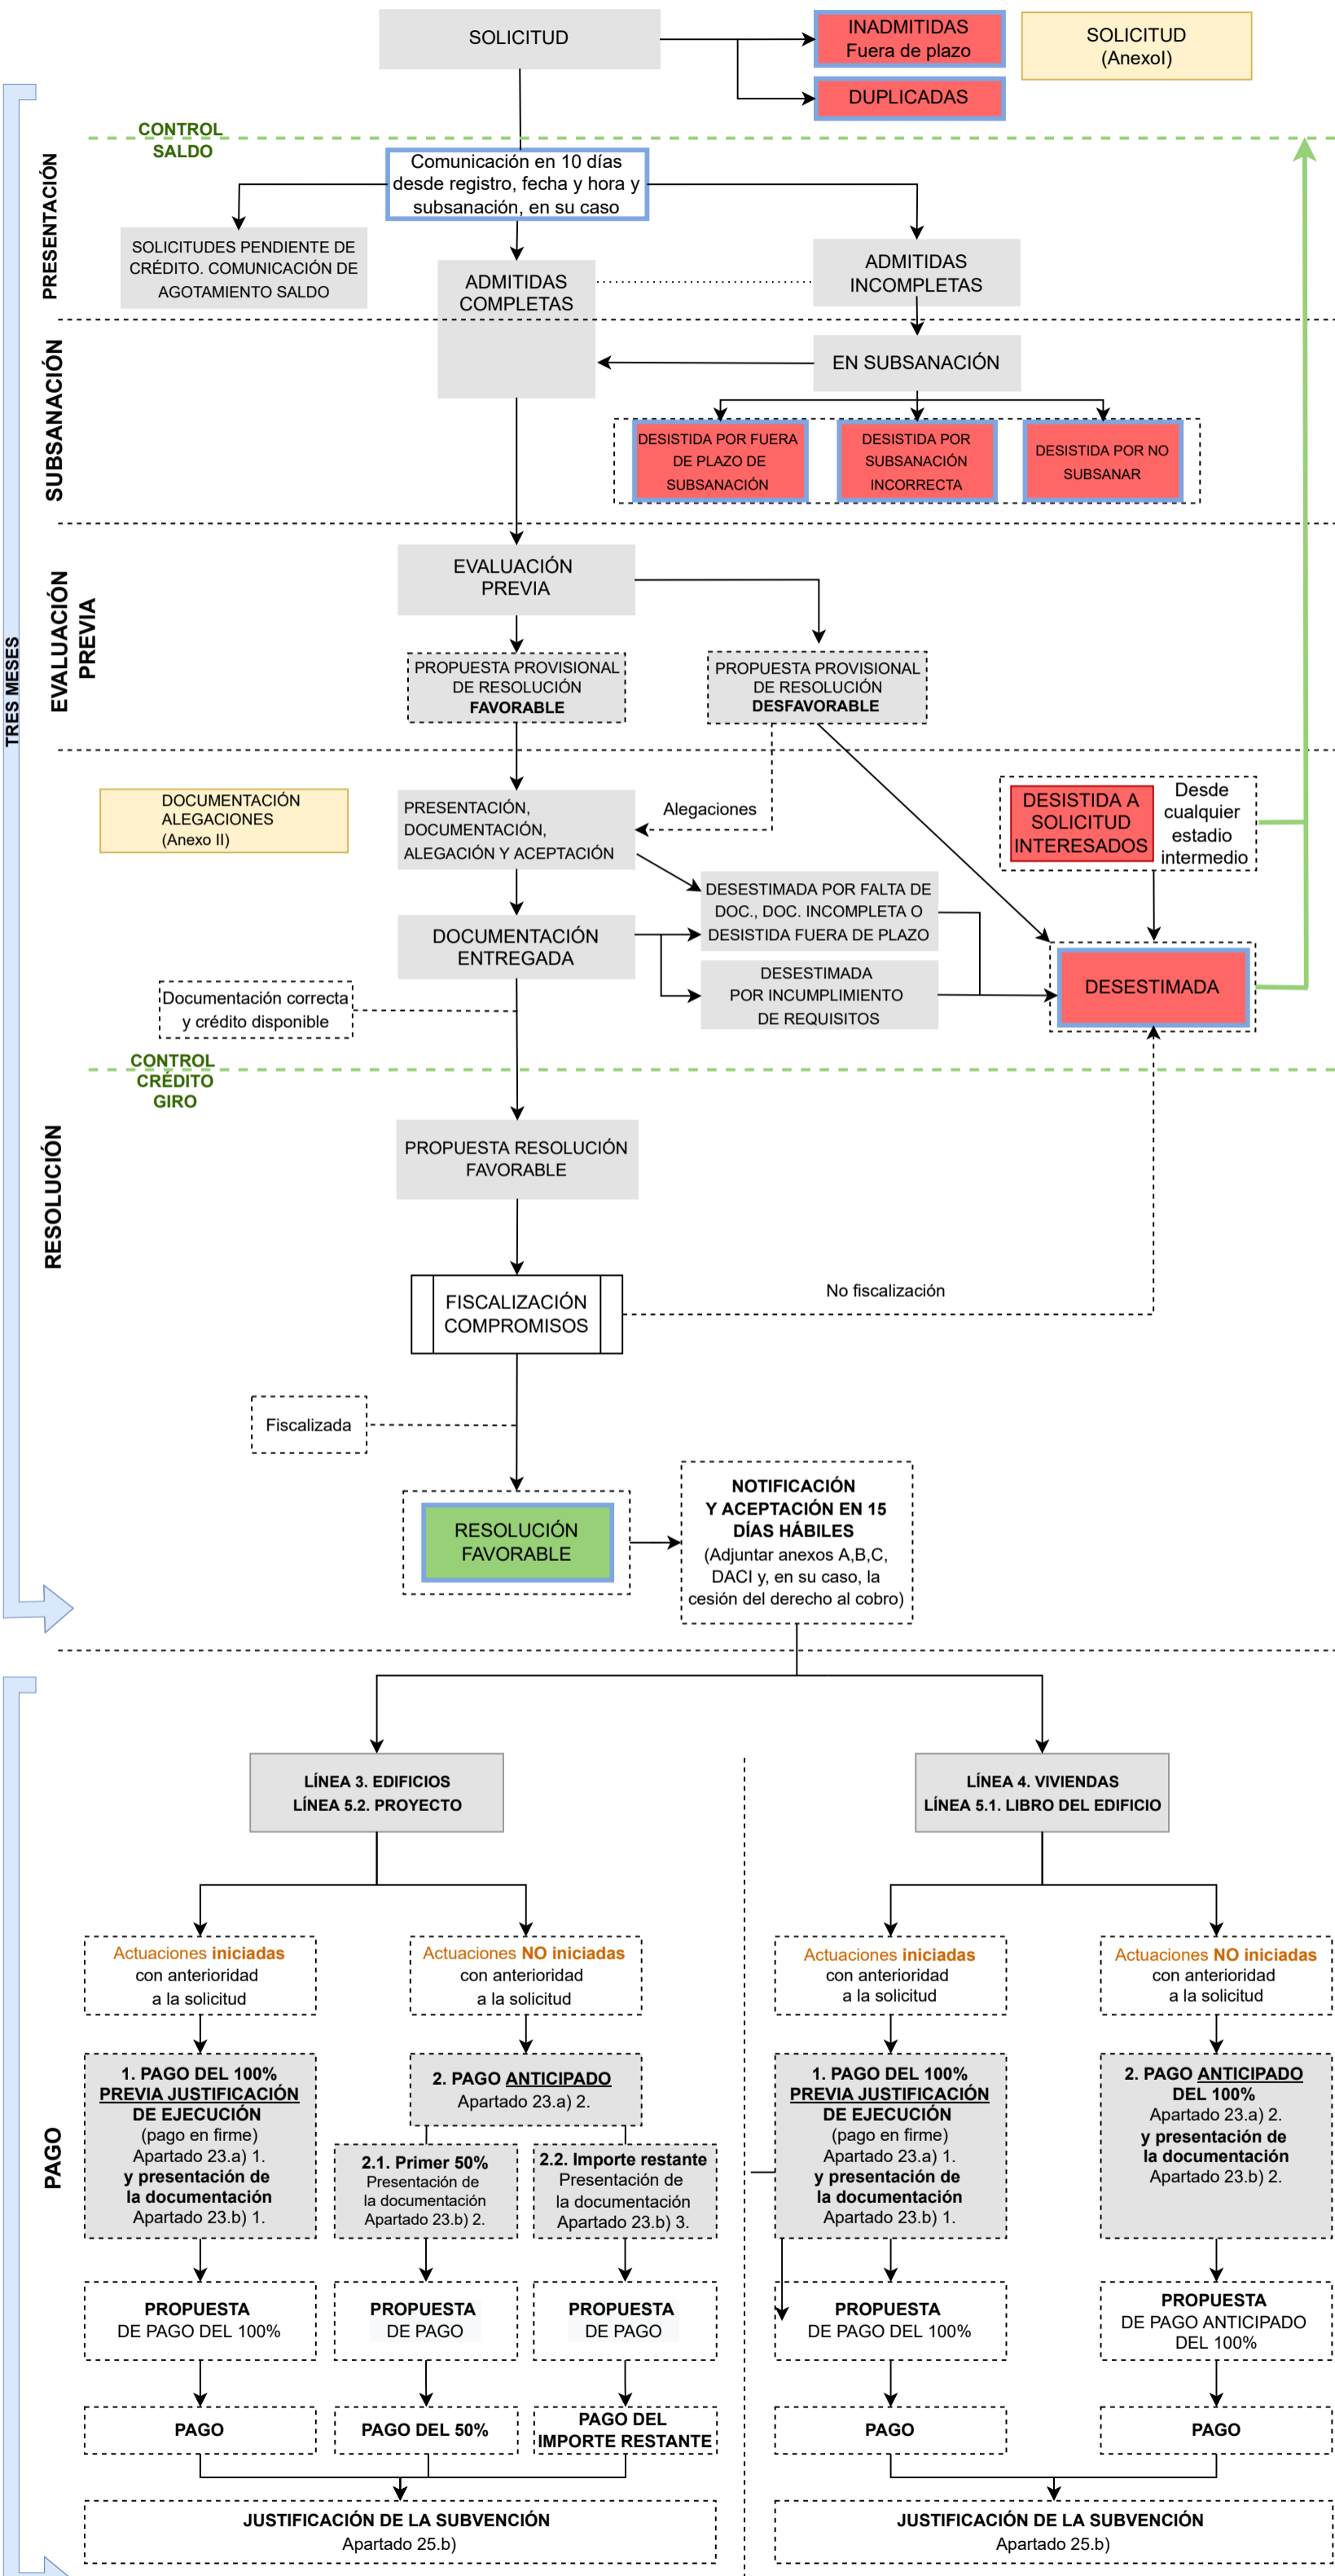 SOLICITUD
INADMITIDAS
Fuera de plazo
DUPLICADAS
SOLICITUD
(AnexoI)
CONTROL
SALDO
TRES MESES
PRESENTACIÓN
Comunicación en 10 días
desde registro, fecha y hora y
subsanación, en su caso
SOLICITUDES PENDIENTE DE
CRÉDITO. COMUNICACIÓN DE
AGOTAMIENTO SALDO
ADMITIDAS
COMPLETAS
ADMITIDAS
INCOMPLETAS
SUBSANACIÓN
EN SUBSANACIÓN
DESISTIDA POR FUERA
DE PLAZO DE
SUBSANACIÓN
DESISTIDA POR
SUBSANACIÓN
INCORRECTA
DESISTIDA POR NO
SUBSANAR
EVALUACIÓN
PREVIA
EVALUACIÓN
PREVIA
PROPUESTA PROVISIONAL
DE RESOLUCIÓN
FAVORABLE
PROPUESTA PROVISIONAL
DE RESOLUCIÓN
DESFAVORABLE
DOCUMENTACIÓN
ALEGACIONES
(Anexo II)
PRESENTACIÓN,
DOCUMENTACIÓN,
ALEGACIÓN Y ACEPTACIÓN
Alegaciones
DESISTIDA A
SOLICITUD
INTERESADOS
Desde
cualquier
estadio
intermedio
DESESTIMADA POR FALTA DE
DOC., DOC. INCOMPLETA O
DESISTIDA FUERA DE PLAZO
DOCUMENTACIÓN
ENTREGADA
DESESTIMADA
POR INCUMPLIMIENTO
DE REQUISITOS
DESESTIMADA
Documentación correcta
y crédito disponible
CONTROL
CRÉDITO
GIRO
RESOLUCIÓN
PROPUESTA RESOLUCIÓN
FAVORABLE
FISCALIZACIÓN
COMPROMISOS
No fiscalización
Fiscalizada
RESOLUCIÓN
FAVORABLE
NOTIFICACIÓN
Y ACEPTACIÓN EN 15
DÍAS HÁBILES
(Adjuntar anexos A,B,C,
DACI y, en su caso, la
cesión del derecho al cobro)
PAGO
LÍNEA 3. EDIFICIOS
LÍNEA 5.2. PROYECTO
LÍNEA 4. VIVIENDAS
LÍNEA 5.1. LIBRO DEL EDIFICIO
Actuaciones iniciadas
con anterioridad
a la solicitud
Actuaciones NO iniciadas
con anterioridad
a la solicitud
Actuaciones iniciadas
con anterioridad
a la solicitud
Actuaciones NO iniciadas
con anterioridad
a la solicitud
1. PAGO DEL 100%
PREVIA JUSTIFICACIÓN
DE EJECUCIÓN
(pago en firme)
Apartado 23.a) 1.
y presentación de
la documentación
Apartado 23.b) 1.
2. PAGO ANTICIPADO
Apartado 23.a) 2.
2.1. Primer 50%
Presentación de
la documentación
Apartado 23.b) 2.
2.2. Importe restante
Presentación de
la documentación
Apartado 23.b) 3.
1. PAGO DEL 100%
PREVIA JUSTIFICACIÓN
DE EJECUCIÓN
(pago en firme)
Apartado 23.a) 1.
y presentación de
la documentación
Apartado 23.b) 1.
2. PAGO ANTICIPADO
DEL 100%
Apartado 23.a) 2.
y presentación de
la documentación
Apartado 23.b) 2.
PROPUESTA
DE PAGO DEL 100%
PROPUESTA
DE PAGO
PROPUESTA
DE PAGO
PROPUESTA
DE PAGO DEL 100%
PROPUESTA
DE PAGO ANTICIPADO
DEL 100%
PAGO
PAGO DEL 50%
PAGO DEL
IMPORTE RESTANTE
PAGO
PAGO
JUSTIFICACIÓN DE LA SUBVENCIÓN
Apartado 25.b)
JUSTIFICACIÓN DE LA SUBVENCIÓN
Apartado 25.b)